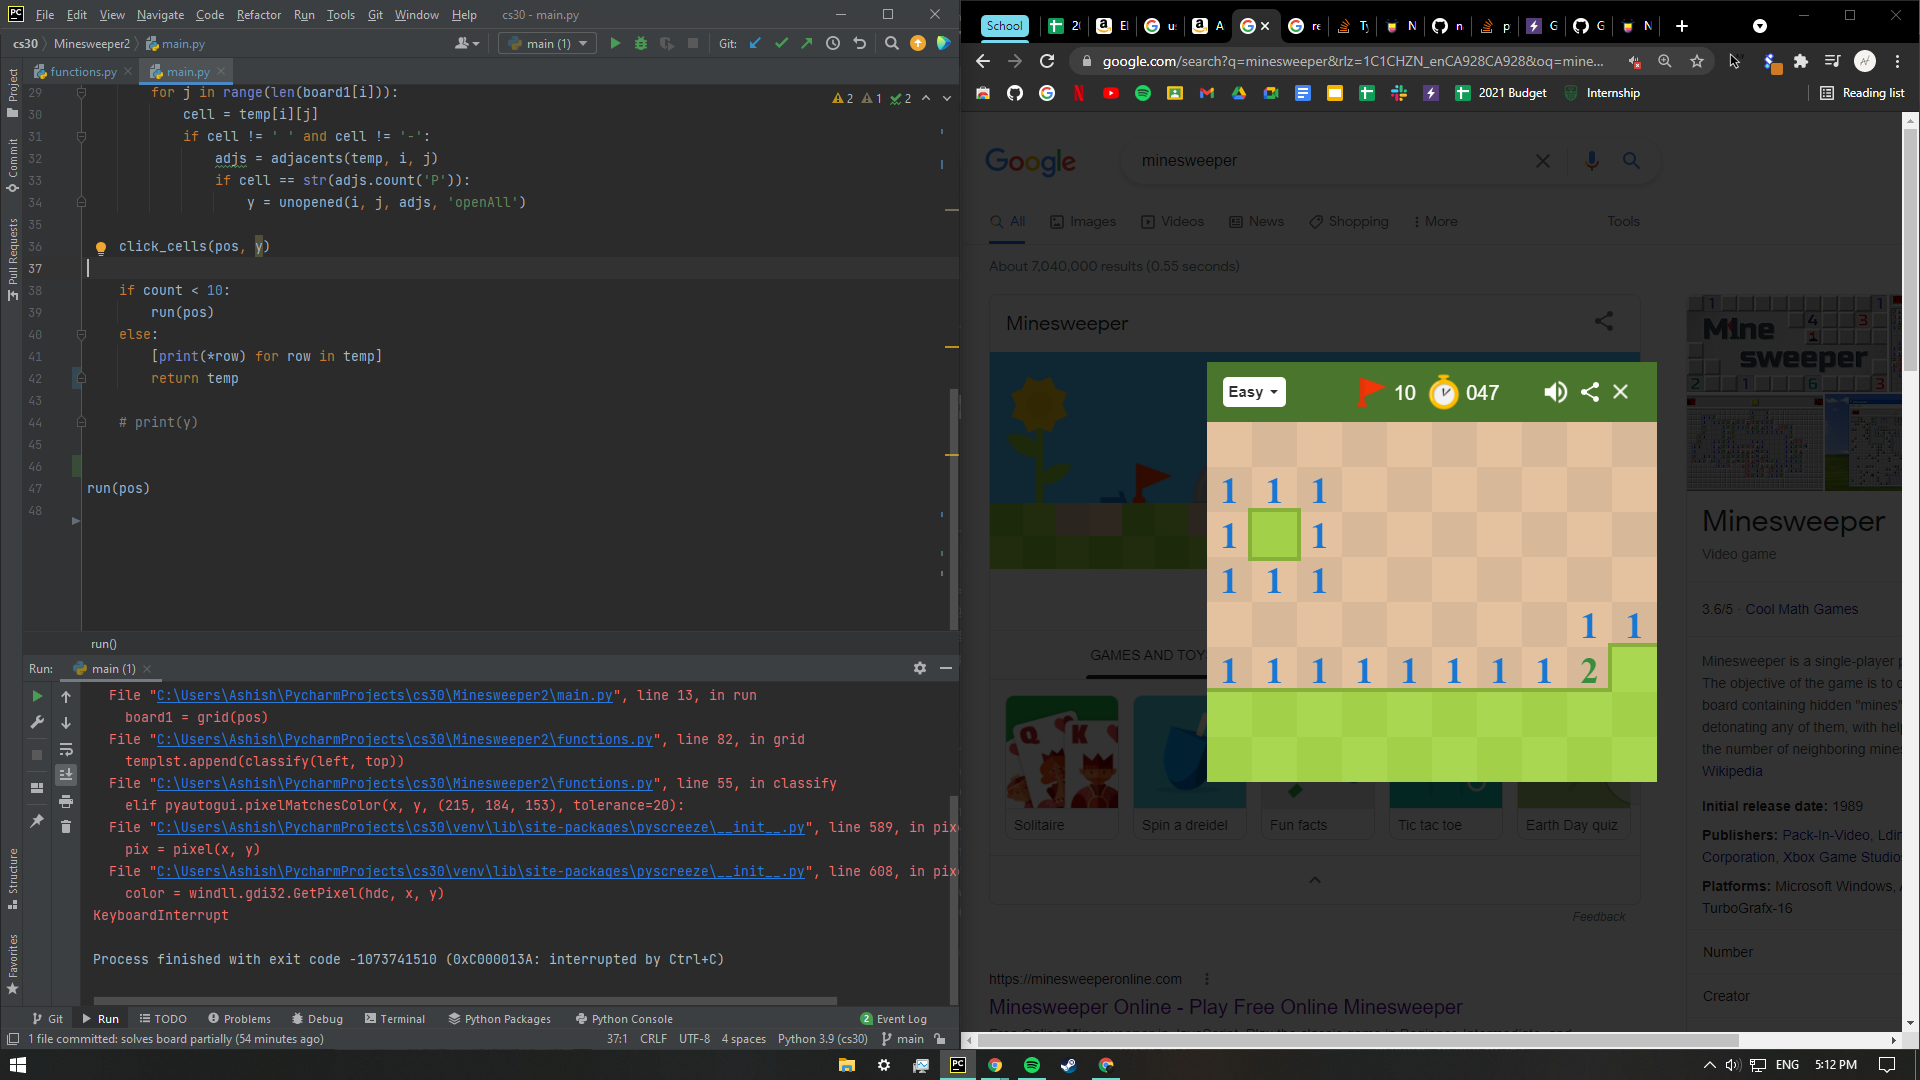 PC File Edit View Navigate Code Refactor Run Tools Git Window Help cs30 - main.py
cs30 Minesweeper2 main.py main (1) Git:
functions.py main.py
Project
Commit
Pull Requests
Structure
Favorites
2 1 2
29 for j in range(len(board1[i])):
30 cell = temp[i][j]
31 if cell != ' ' and cell != '-':
32 adjs = adjacents(temp, i, j)
33 if cell == str(adjs.count('P')):
34 y = unopened(i, j, adjs, 'openAll')
35
36 click_cells(pos, y)
37
38 if count < 10:
39 run(pos)
40 else:
41 [print(*row) for row in temp]
42 return temp
43
44 # print(y)
45
46
47 run(pos)
48
run()
Run: main (1)
File "C:\Users\Ashish\PycharmProjects\cs30\Minesweeper2\main.py", line 13, in run
board1 = grid(pos)
File "C:\Users\Ashish\PycharmProjects\cs30\Minesweeper2\functions.py", line 82, in grid
templst.append(classify(left, top))
File "C:\Users\Ashish\PycharmProjects\cs30\Minesweeper2\functions.py", line 55, in classify
elif pyautogui.pixelMatchesColor(x, y, (215, 184, 153), tolerance=20):
File "C:\Users\Ashish\PycharmProjects\cs30\venv\lib\site-packages\pyscreeze\__init__.py", line 589, in pix
pix = pixel(x, y)
File "C:\Users\Ashish\PycharmProjects\cs30\venv\lib\site-packages\pyscreeze\__init__.py", line 608, in pix
color = windll.gdi32.GetPixel(hdc, x, y)
KeyboardInterrupt
Process finished with exit code -1073741510 (0xC000013A: interrupted by Ctrl+C)
Git Run TODO Problems Debug Terminal Python Packages Python Console 2 Event Log
1 file committed: solves board partially (54 minutes ago) 37:1 CRLF UTF-8 4 spaces Python 3.9 (cs30) main
School
google.com/search?q=minesweeper&rlz=1C1CHZN_enCA928CA928&oq=mine...
2021 Budget Internship Reading list
Google minesweeper
All Images Videos News Shopping More Tools
About 7,040,000 results (0.55 seconds)
Minesweeper
Easy 10 047
1 1 1
1 1
1 1 1
1 1
1 1 1 1 1 1 1 1 2
GAMES AND TOY
Solitaire Spin a dreidel Fun facts Tic tac toe Earth Day quiz
Feedback
https://minesweeperonline.com
Minesweeper Online - Play Free Online Minesweeper
Mine sweeper
Minesweeper
Video game
3.6/5 · Cool Math Games
Minesweeper is a single-player
The objective of the game is to
board containing hidden "mines"
detonating any of them, with help
the number of neighboring mines
Wikipedia
Initial release date: 1989
Publishers: Pack-In-Video,
Corporation, Xbox Game Studios
Platforms: Microsoft Windows,
TurboGrafx-16
Number
Creator
ENG 5:12 PM